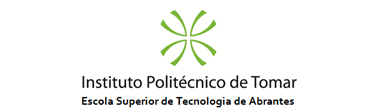 Instituto Politécnico de Tomar
Escola Superior de Tecnologia de Abrantes